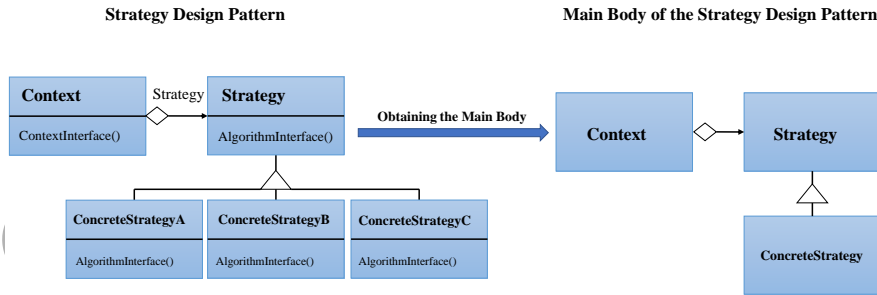 Strategy Design Pattern
Main Body of the Strategy Design Pattern
Context
Strategy
Strategy
ContextInterface()
AlgorithmInterface()
Obtaining the Main Body
Context
Strategy
ConcreteStrategyA
ConcreteStrategyB
ConcreteStrategyC
AlgorithmInterface()
AlgorithmInterface()
AlgorithmInterface()
ConcreteStrategy